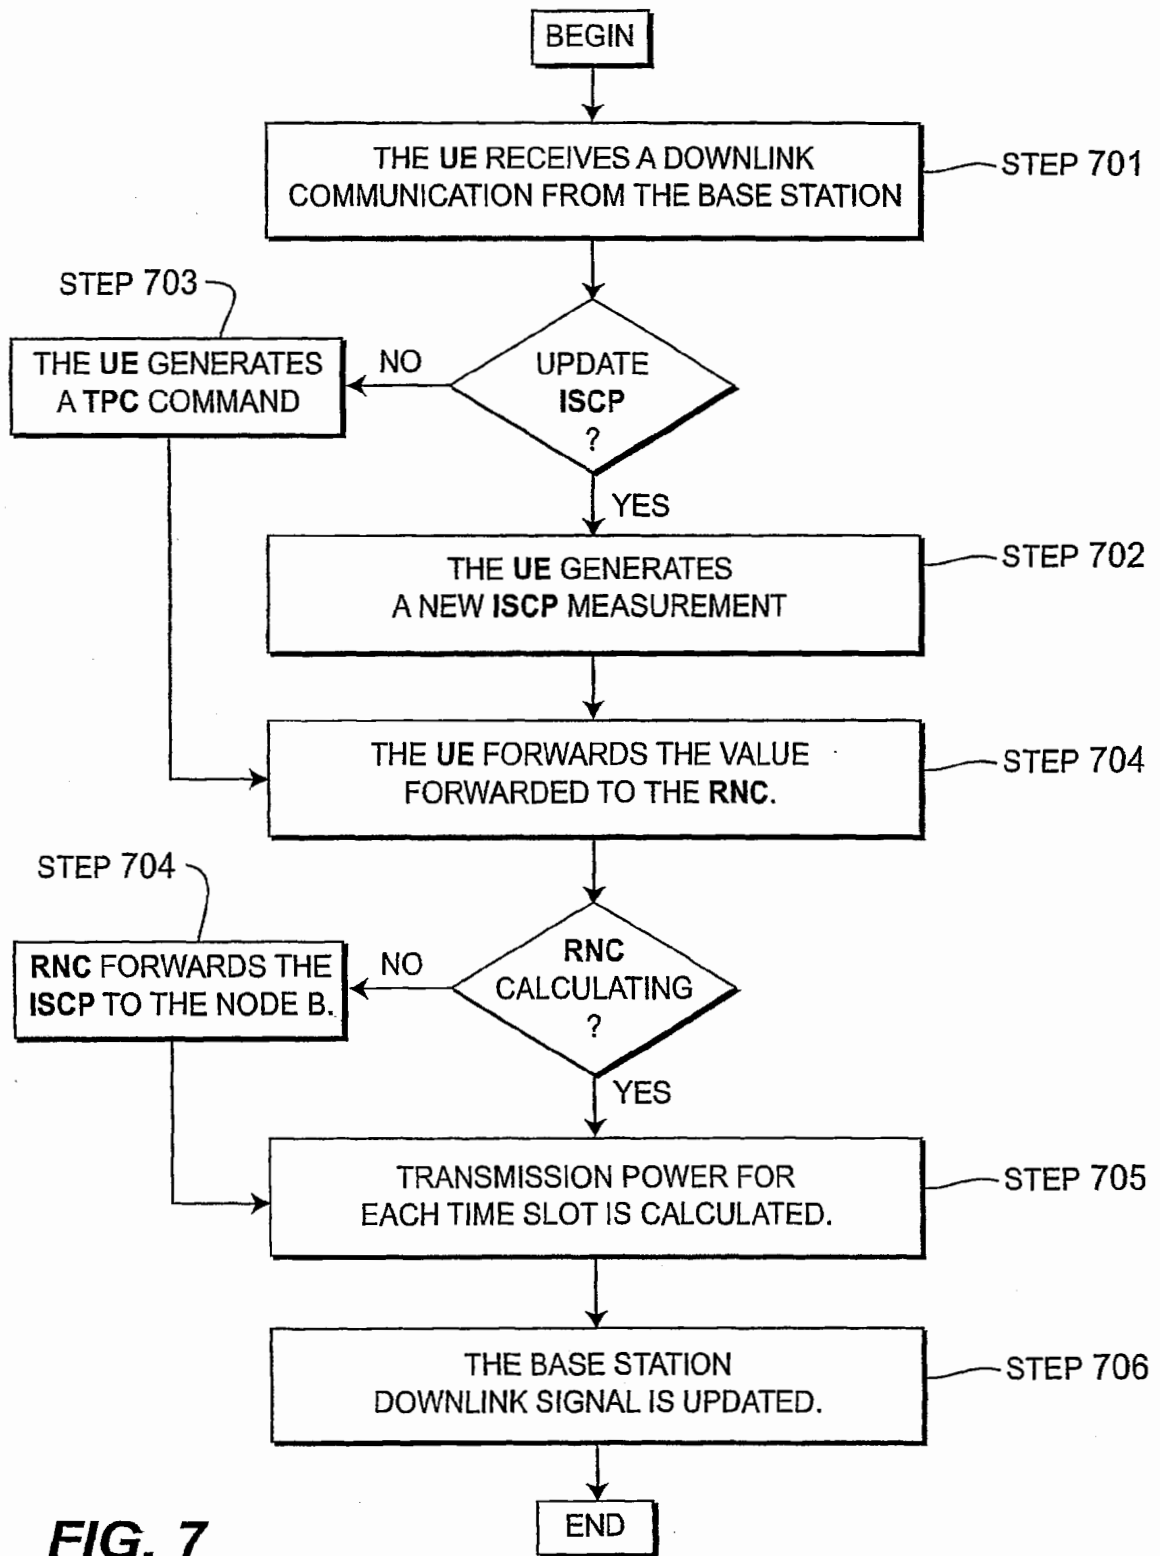 BEGIN
THE UE RECEIVES A DOWNLINK
COMMUNICATION FROM THE BASE STATION
STEP 701
STEP 703
THE UE GENERATES
A TPC COMMAND
NO
UPDATE
ISCP
?
YES
THE UE GENERATES
A NEW ISCP MEASUREMENT
STEP 702
THE UE FORWARDS THE VALUE
FORWARDED TO THE RNC.
STEP 704
STEP 704
RNC FORWARDS THE
ISCP TO THE NODE B.
NO
RNC
CALCULATING
?
YES
TRANSMISSION POWER FOR
EACH TIME SLOT IS CALCULATED.
STEP 705
THE BASE STATION
DOWNLINK SIGNAL IS UPDATED.
STEP 706
END
FIG. 7